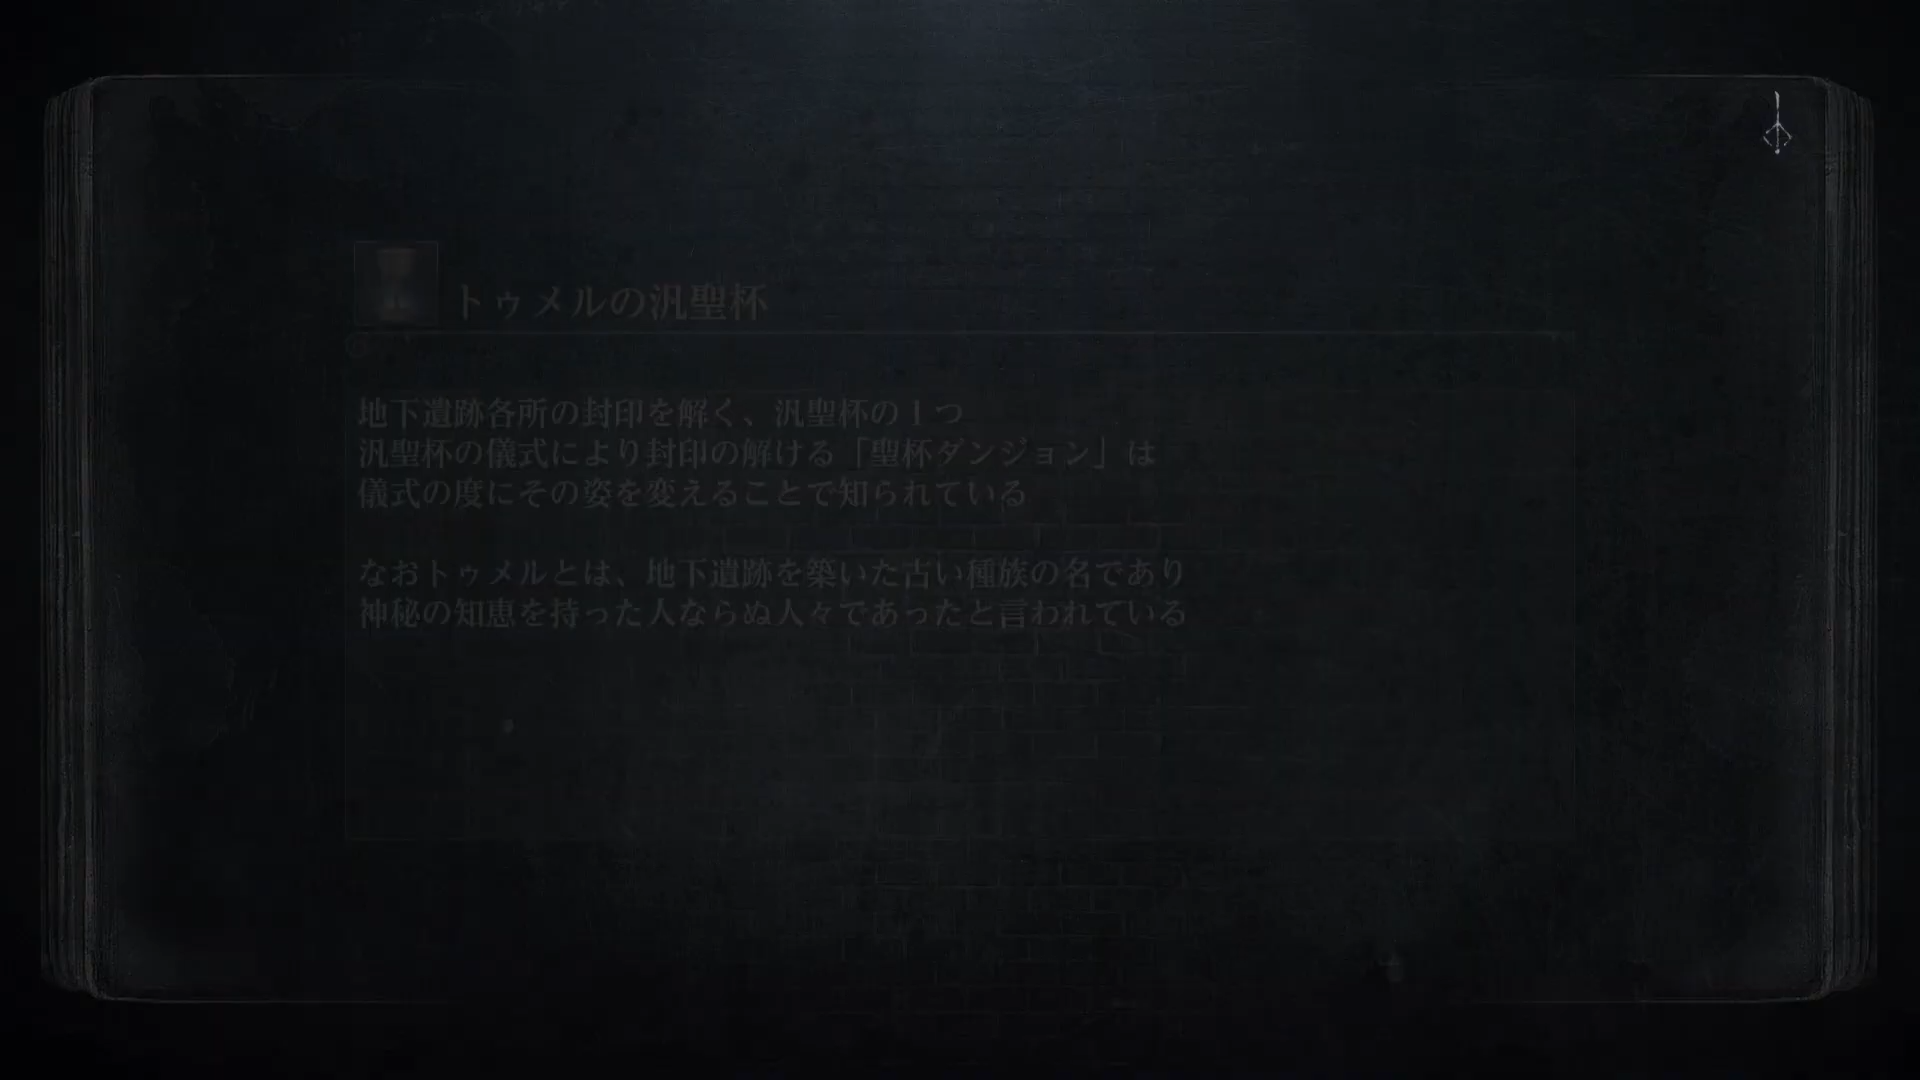 トゥメルの汎聖杯
地下遺跡各所の封印を解く、汎聖杯の1つ
汎聖杯の儀式により封印の解ける「聖杯ダンジョン」は
儀式の度にその姿を変えることで知られている
なおトゥメルとは、地下遺跡を築いた古い種族の名であり
神秘の知恵を持った人ならぬ人々であったと言われている